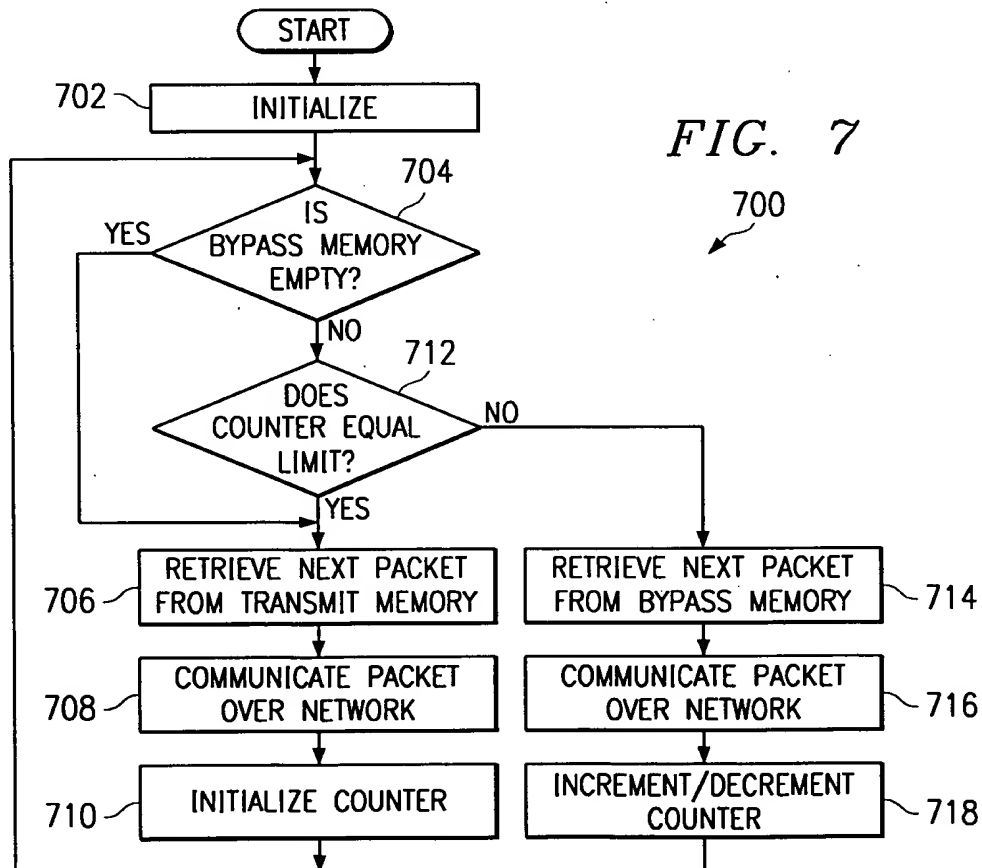 START
702
INITIALIZE
FIG. 7
700
704
YES
IS
BYPASS MEMORY
EMPTY?
NO
712
DOES
COUNTER EQUAL
LIMIT?
NO
YES
706
RETRIEVE NEXT PACKET
FROM TRANSMIT MEMORY
RETRIEVE NEXT PACKET
FROM BYPASS MEMORY
714
708
COMMUNICATE PACKET
OVER NETWORK
COMMUNICATE PACKET
OVER NETWORK
716
710
INITIALIZE COUNTER
INCREMENT/DECREMENT
COUNTER
718